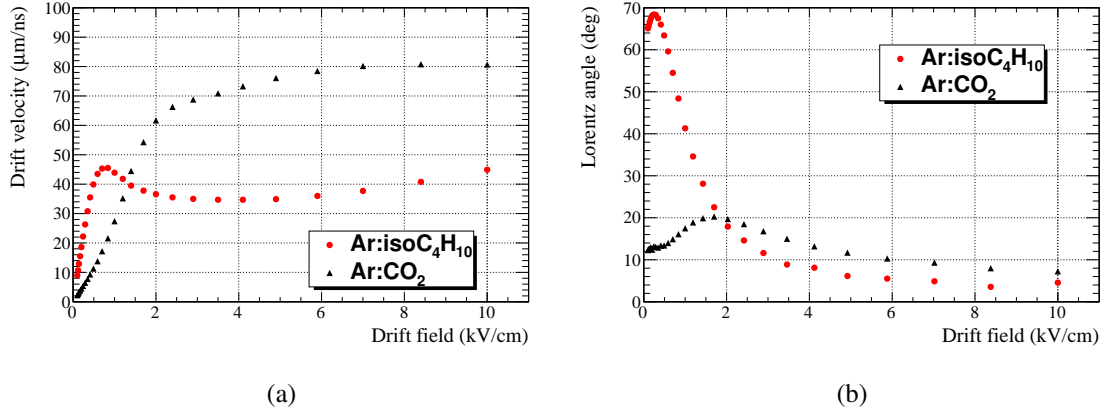 Drift velocity (μm/ns)
100
90
80
70
60
50
40
30
20
10
0
Ar:isoC₄H₁₀
Ar:CO₂
0 2 4 6 8 10
Drift field (kV/cm)
(a)
Lorentz angle (deg)
70
60
50
40
30
20
10
0
Ar:isoC₄H₁₀
Ar:CO₂
0 2 4 6 8 10
Drift field (kV/cm)
(b)